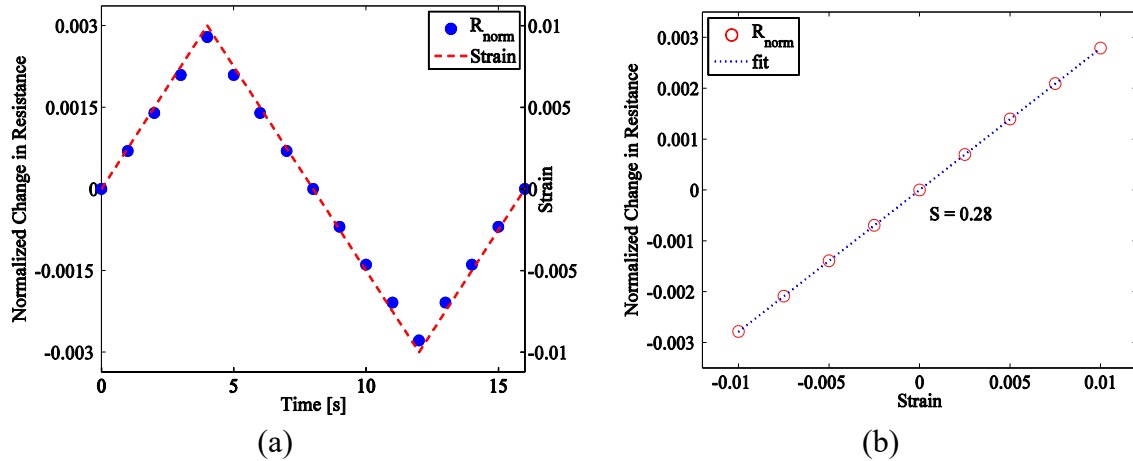 Normalized Change in Resistance
0.003
0.0015
0
-0.0015
-0.003
R_norm
Strain
0.01
0.005
0
-0.005
-0.01
Strain
0 5 10 15
Time [s]
(a)
Normalized Change in Resitance
0.003
0.002
0.001
0
-0.001
-0.002
-0.003
R_norm
fit
S = 0.28
-0.01 -0.005 0 0.005 0.01
Strain
(b)